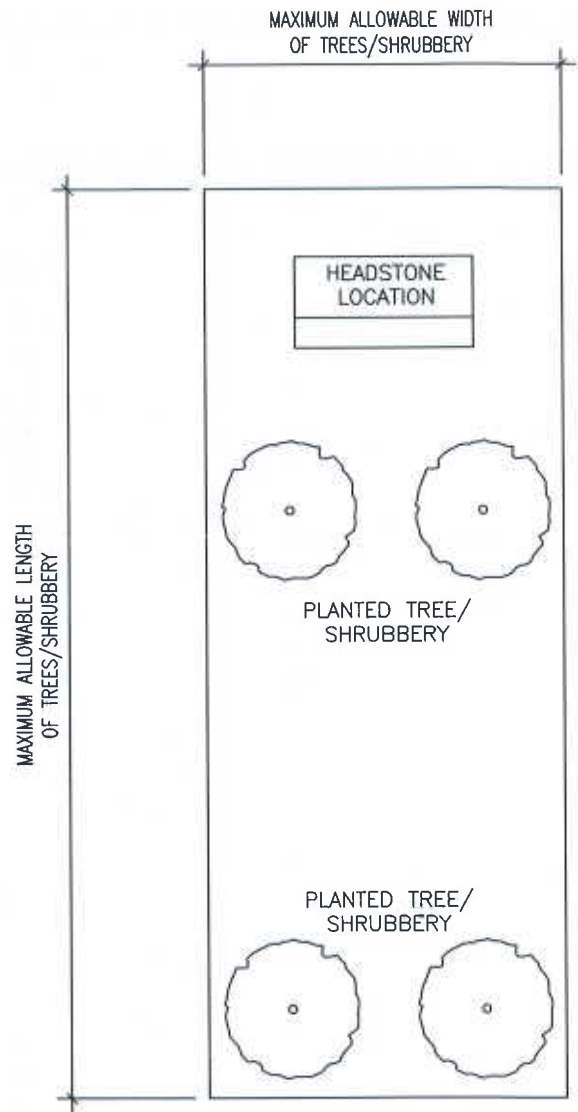 MAXIMUM ALLOWABLE WIDTH
OF TREES/SHRUBBERY
HEADSTONE
LOCATION
MAXIMUM ALLOWABLE LENGTH
OF TREES/SHRUBBERY
PLANTED TREE/
SHRUBBERY
PLANTED TREE/
SHRUBBERY